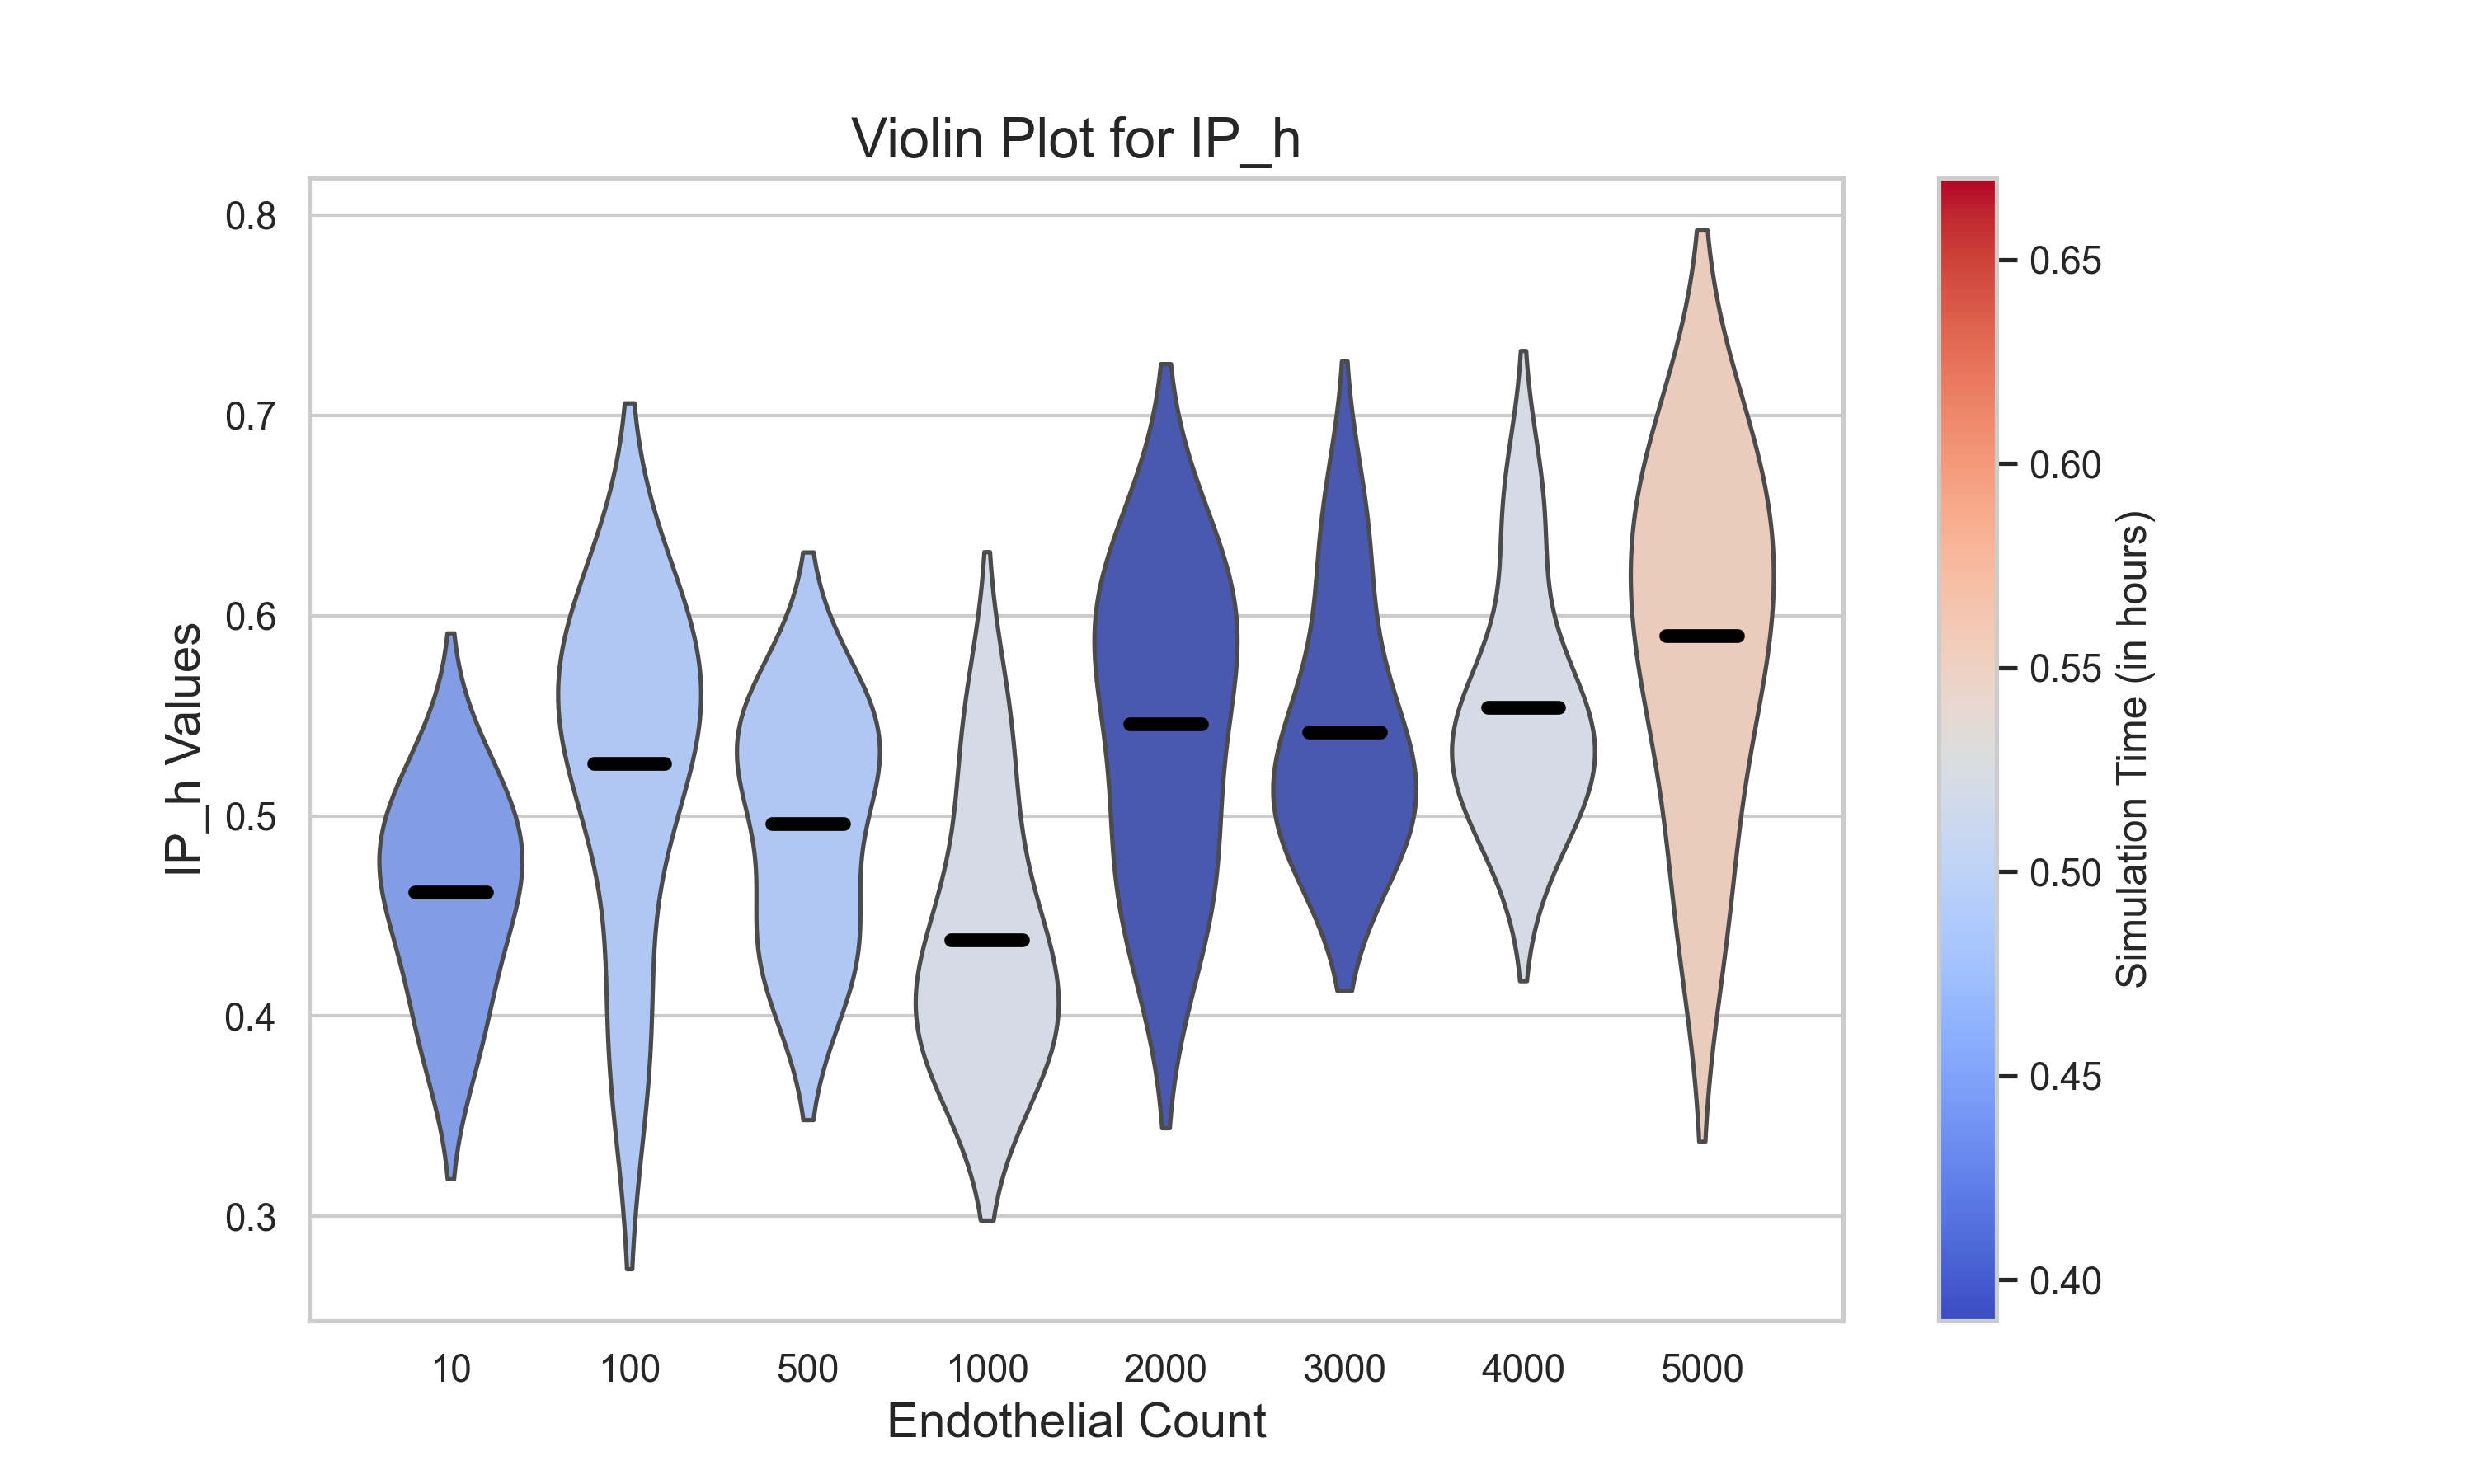 Violin Plot for IP_h
IP_h Values
0.8
0.7
0.6
0.5
0.4
0.3
10 100 500 1000 2000 3000 4000 5000
Endothelial Count
0.65
0.60
0.55
0.50
0.45
0.40
Simulation Time (in hours)